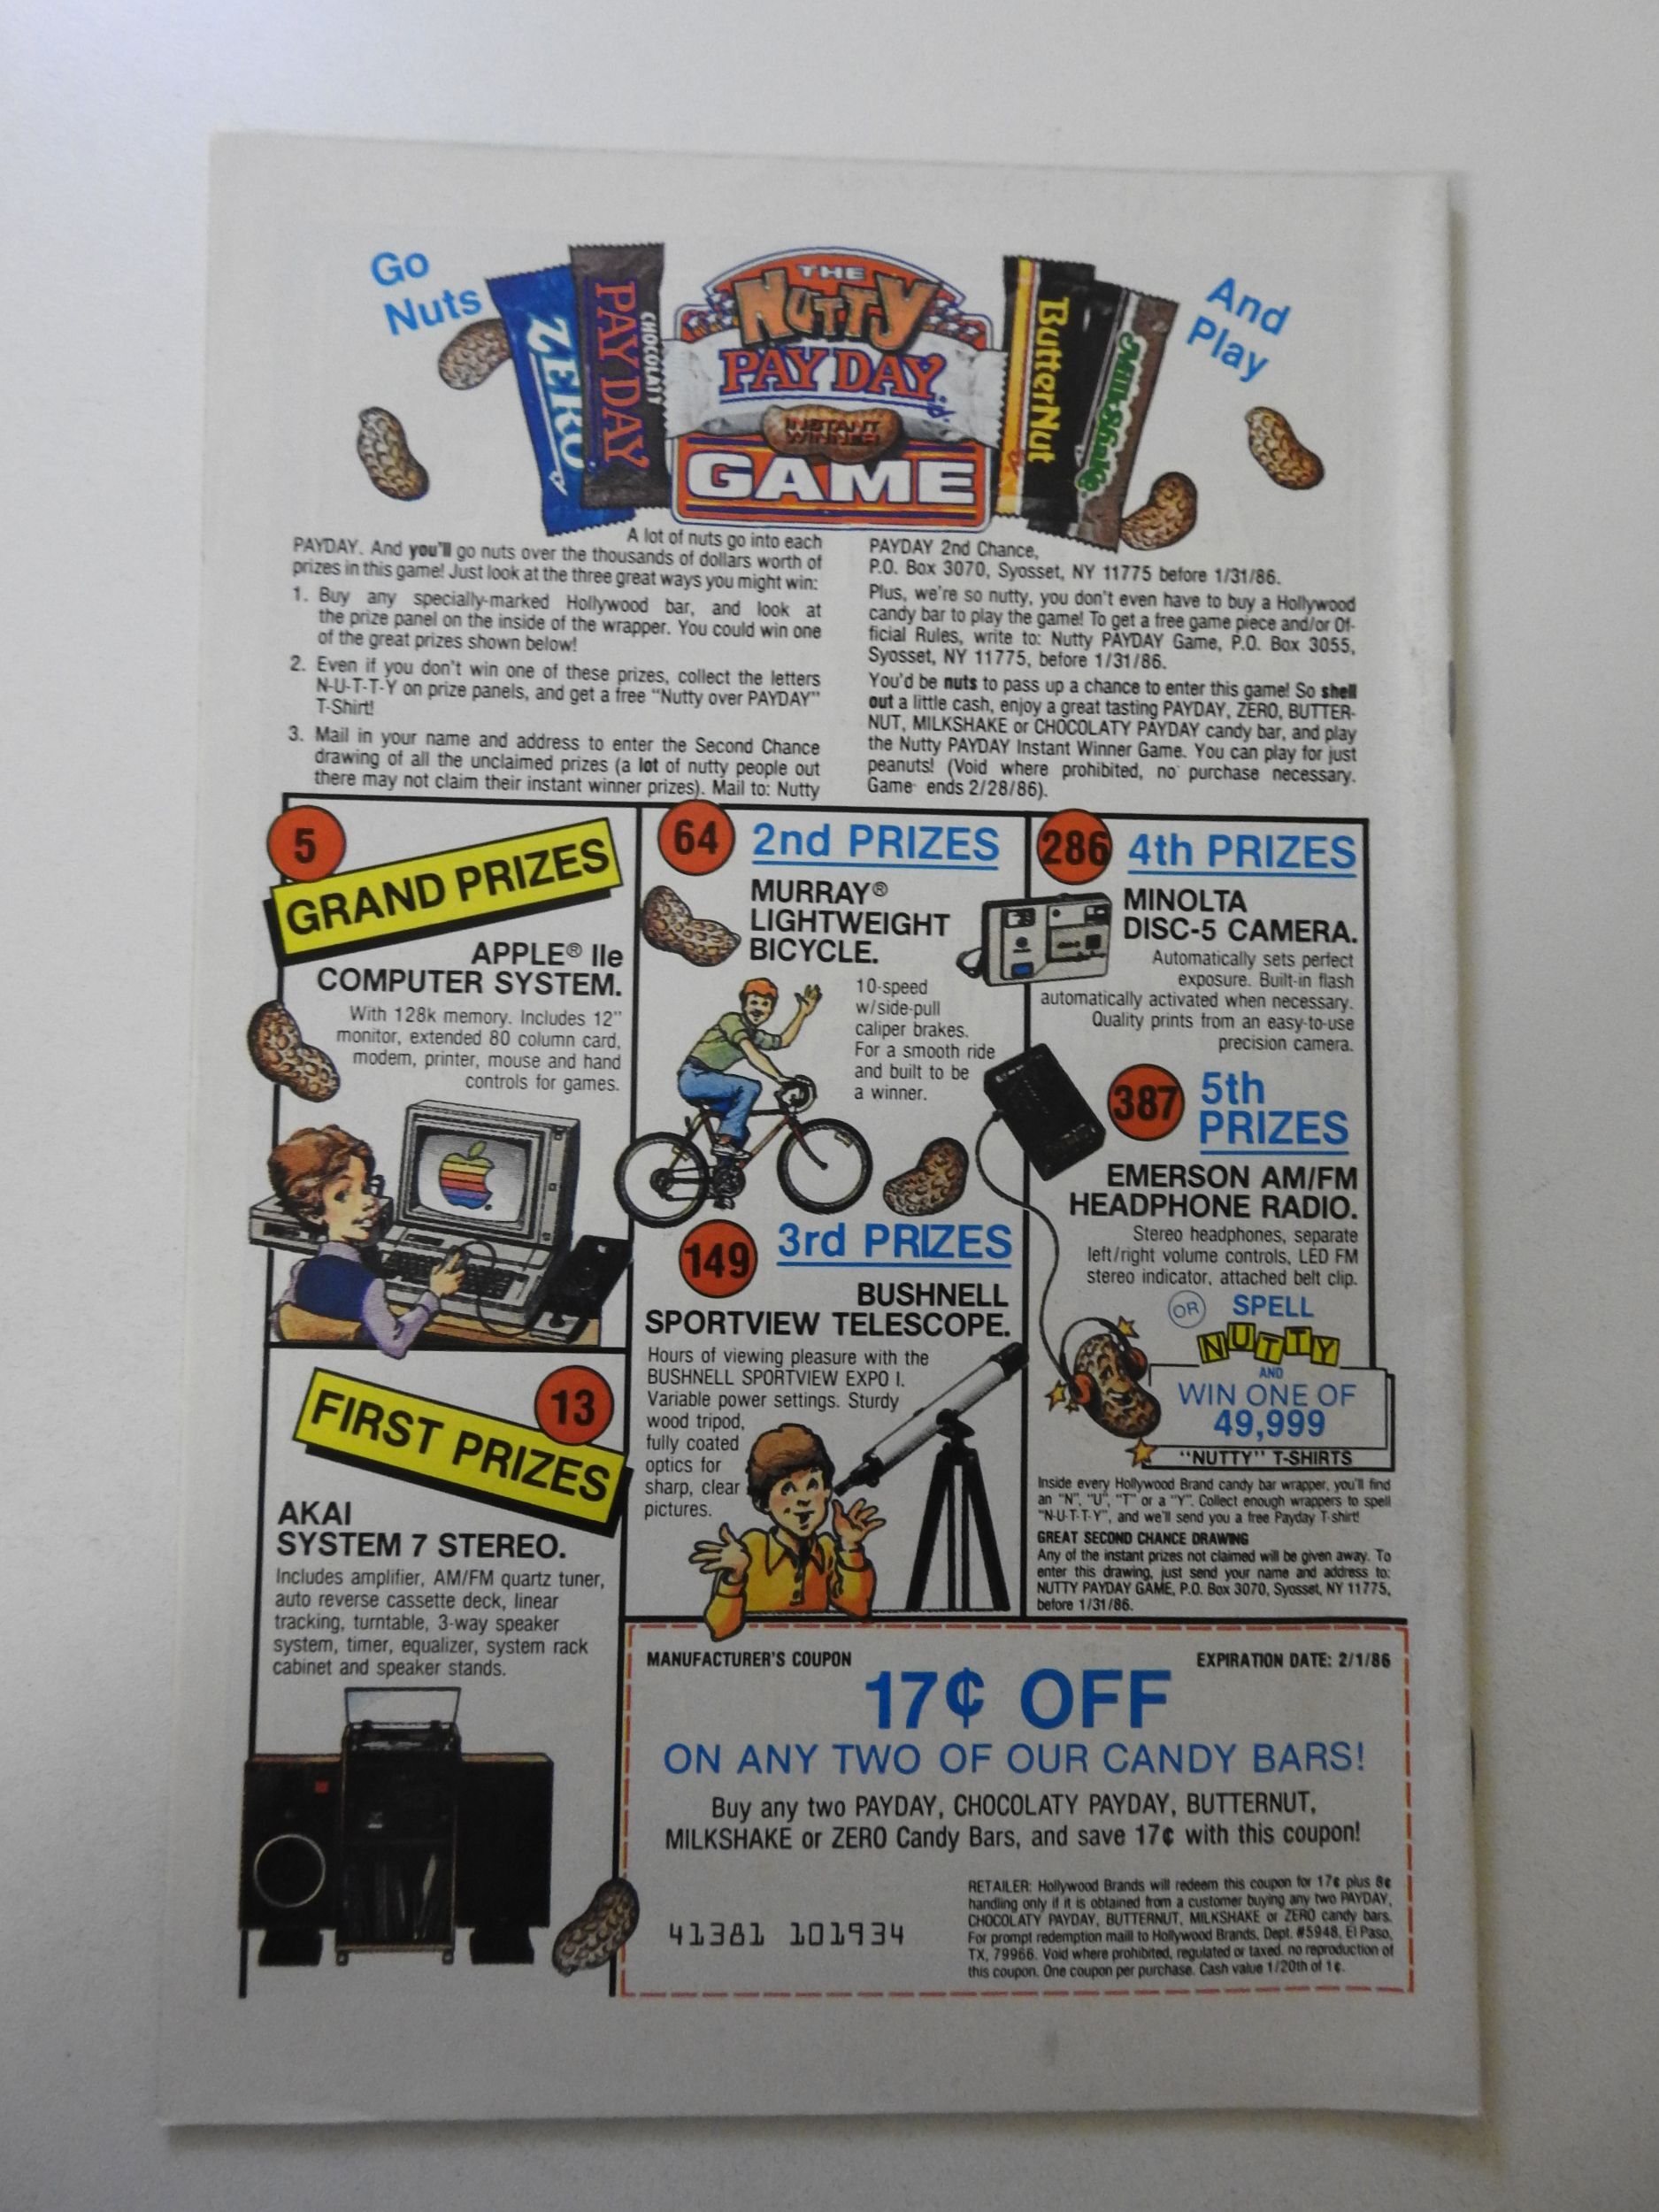 Go
Nuts
And
Play
ZERO
CHOCOLATY
PAY DAY
THE
NUTTY
PAY DAY
INSTANT
WINNER!
GAME
ButterNut
MilkShake
A lot of nuts go into each
PAYDAY. And you'll go nuts over the thousands of dollars worth of
prizes in this game! Just look at the three great ways you might win:
1. Buy any specially-marked Hollywood bar, and look at
the prize panel on the inside of the wrapper. You could win one
of the great prizes shown below!
2. Even if you don't win one of these prizes, collect the letters
N-U-T-T-Y on prize panels, and get a free "Nutty over PAYDAY"
T-Shirt!
3. Mail in your name and address to enter the Second Chance
drawing of all the unclaimed prizes (a lot of nutty people out
there may not claim their instant winner prizes). Mail to: Nutty
PAYDAY 2nd Chance,
P.O. Box 3070, Syosset, NY 11775 before 1/31/86.
Plus, we're so nutty, you don't even have to buy a Hollywood
candy bar to play the game! To get a free game piece and/or Of-
ficial Rules, write to: Nutty PAYDAY Game, P.O. Box 3055,
Syosset, NY 11775, before 1/31/86.
You'd be nuts to pass up a chance to enter this game! So shell
out a little cash, enjoy a great tasting PAYDAY, ZERO, BUTTER-
NUT, MILKSHAKE or CHOCOLATY PAYDAY candy bar, and play
the Nutty PAYDAY Instant Winner Game. You can play for just
peanuts! (Void where prohibited, no purchase necessary.
Game ends 2/28/86).
5
GRAND PRIZES
APPLE® IIe
COMPUTER SYSTEM.
With 128k memory. Includes 12"
monitor, extended 80 column card,
modem, printer, mouse and hand
controls for games.
13
FIRST PRIZES
AKAI
SYSTEM 7 STEREO.
Includes amplifier, AM/FM quartz tuner,
auto reverse cassette deck, linear
tracking, turntable, 3-way speaker
system, timer, equalizer, system rack
cabinet and speaker stands.
64
2nd PRIZES
MURRAY®
LIGHTWEIGHT
BICYCLE.
10-speed
w/side-pull
caliper brakes.
For a smooth ride
and built to be
a winner.
149
3rd PRIZES
BUSHNELL
SPORTVIEW TELESCOPE.
Hours of viewing pleasure with the
BUSHNELL SPORTVIEW EXPO I.
Variable power settings. Sturdy
wood tripod,
fully coated
optics for
sharp, clear
pictures.
286
4th PRIZES
MINOLTA
DISC-5 CAMERA.
Automatically sets perfect
exposure. Built-in flash
automatically activated when necessary.
Quality prints from an easy-to-use
precision camera.
387
5th
PRIZES
EMERSON AM/FM
HEADPHONE RADIO.
Stereo headphones, separate
left/right volume controls, LED FM
stereo indicator, attached belt clip.
OR SPELL
NUTTY
AND
WIN ONE OF
49,999
"NUTTY" T-SHIRTS
Inside every Hollywood Brand candy bar wrapper, you'll find
an "N", "U", "T" or a "Y". Collect enough wrappers to spell
"N-U-T-T-Y", and we'll send you a free Payday T-shirt!
GREAT SECOND CHANCE DRAWING
Any of the instant prizes not claimed will be given away. To
enter this drawing, just send your name and address to:
NUTTY PAYDAY GAME, P.O. Box 3070, Syosset, NY 11775,
before 1/31/86.
MANUFACTURER'S COUPON
EXPIRATION DATE: 2/1/86
17¢ OFF
ON ANY TWO OF OUR CANDY BARS!
Buy any two PAYDAY, CHOCOLATY PAYDAY, BUTTERNUT,
MILKSHAKE or ZERO Candy Bars, and save 17¢ with this coupon!
41381 101934
RETAILER: Hollywood Brands will redeem this coupon for 17¢ plus 8¢
handling only if it is obtained from a customer buying any two PAYDAY,
CHOCOLATY PAYDAY, BUTTERNUT, MILKSHAKE or ZERO candy bars.
For prompt redemption maill to Hollywood Brands, Dept. #5948, El Paso,
TX, 79966. Void where prohibited, regulated or taxed. no reproduction of
this coupon. One coupon per purchase. Cash value 1/20th of 1¢.